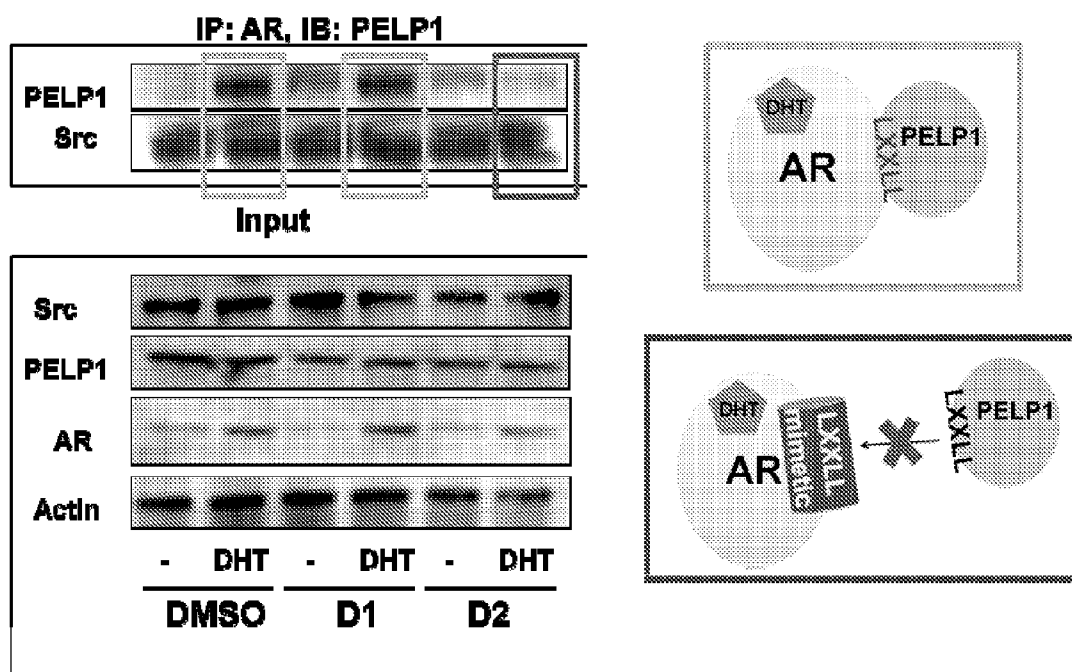 IP: AR, IB: PELP1
PELP1
Src
Input
Src
PELP1
AR
Actin
- DHT - DHT - DHT
DMSO D1 D2
DHT
AR
LXXLL
PELP1
DHT
AR
LXXLL
mimetic
LXXLL
PELP1